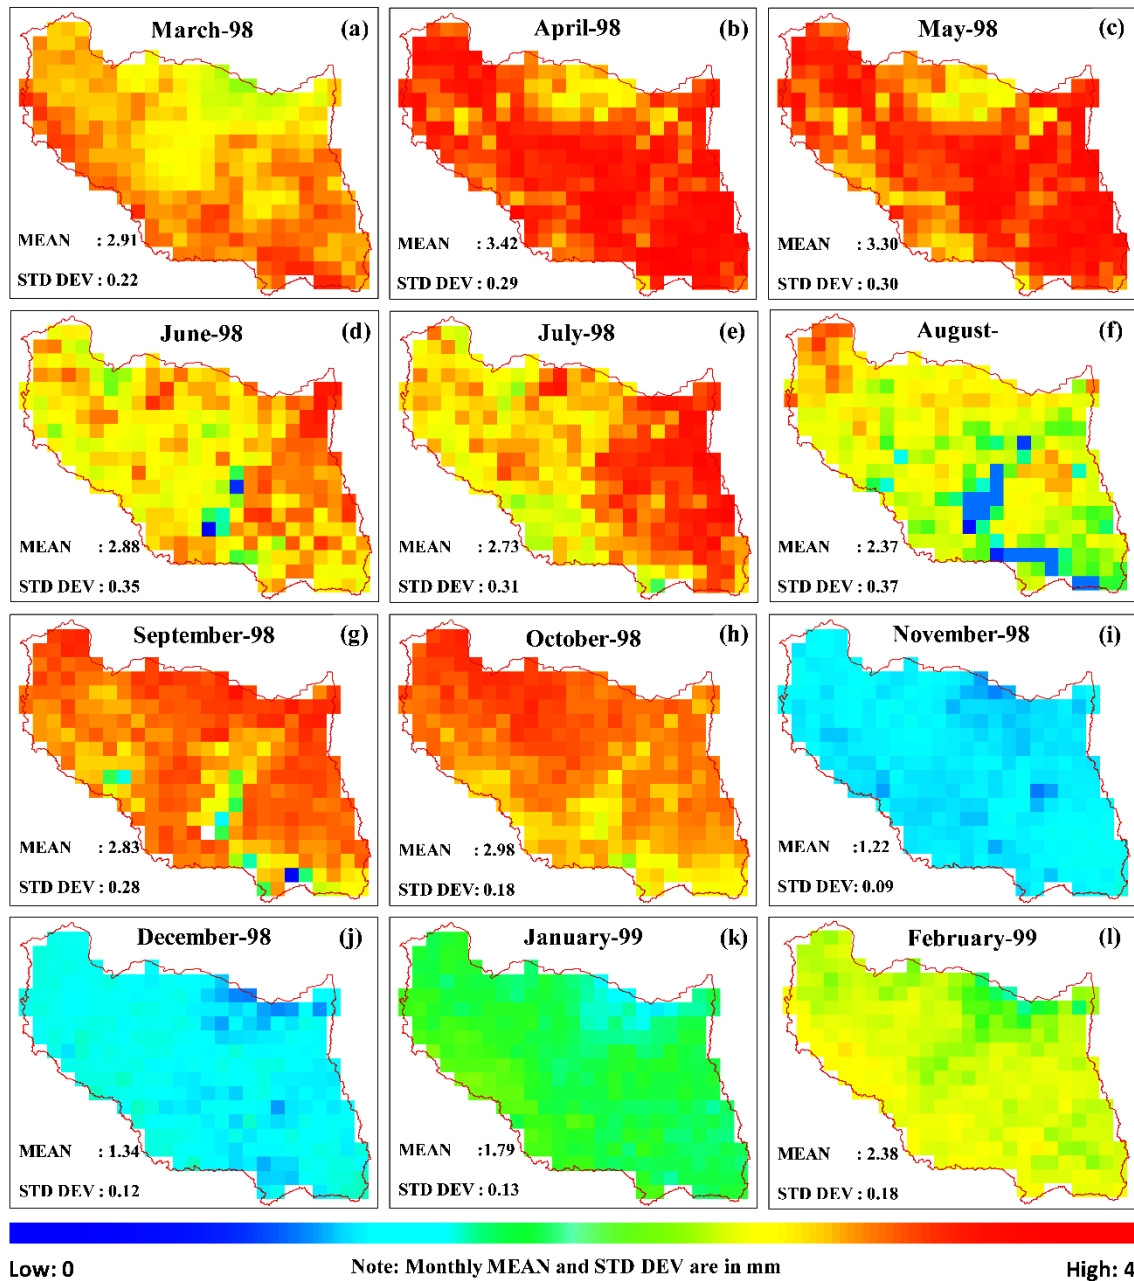 March-98 (a)
MEAN : 2.91
STD DEV : 0.22
April-98 (b)
MEAN : 3.42
STD DEV : 0.29
May-98 (c)
MEAN : 3.30
STD DEV : 0.30
June-98 (d)
MEAN : 2.88
STD DEV : 0.35
July-98 (e)
MEAN : 2.73
STD DEV : 0.31
August- (f)
MEAN : 2.37
STD DEV : 0.37
September-98 (g)
MEAN : 2.83
STD DEV : 0.28
October-98 (h)
MEAN : 2.98
STD DEV : 0.18
November-98 (i)
MEAN :1.22
STD DEV: 0.09
December-98 (j)
MEAN : 1.34
STD DEV : 0.12
January-99 (k)
MEAN :1.79
STD DEV : 0.13
February-99 (l)
MEAN : 2.38
STD DEV : 0.18
Low: 0 Note: Monthly MEAN and STD DEV are in mm High: 4